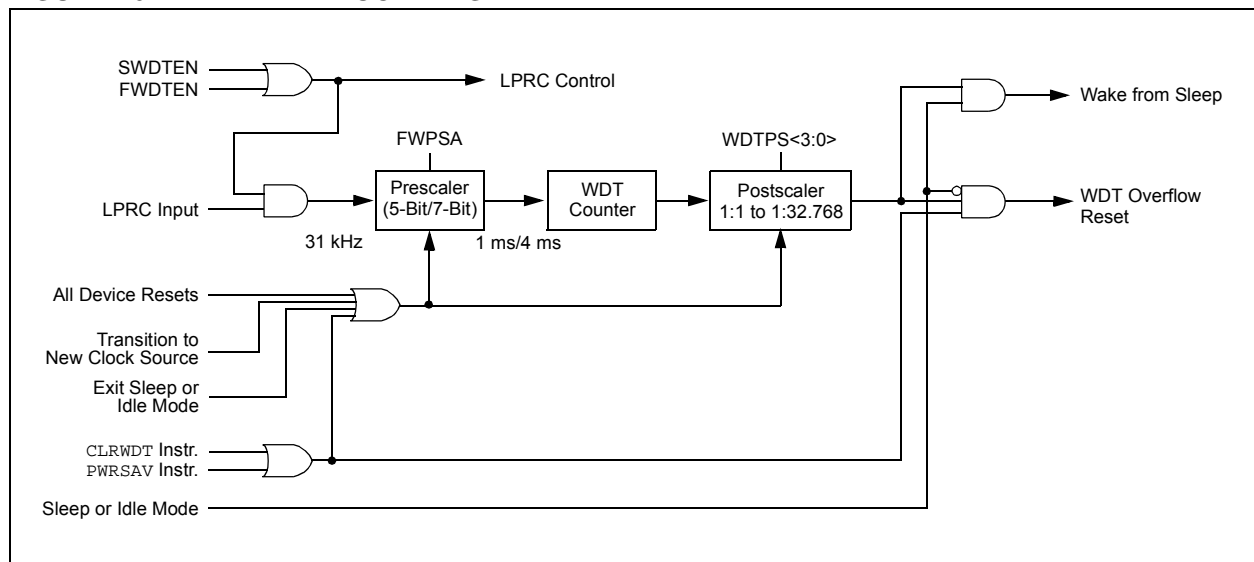 SWDTEN
FWDTEN
LPRC Control
Wake from Sleep
FWPSA
WDTPS<3:0>
Prescaler
(5-Bit/7-Bit)
WDT
Counter
Postscaler
1:1 to 1:32.768
WDT Overflow
Reset
LPRC Input
31 kHz
1 ms/4 ms
All Device Resets
Transition to
New Clock Source
Exit Sleep or
Idle Mode
CLRWDT Instr.
PWRSAV Instr.
Sleep or Idle Mode